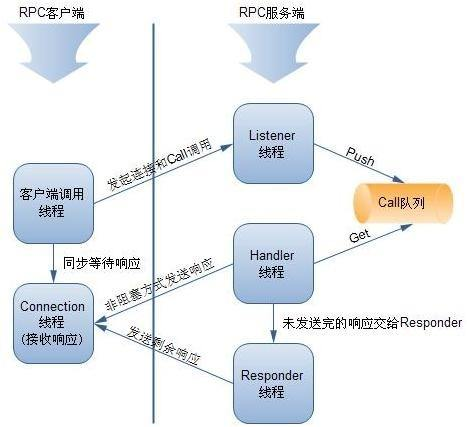 RPC客户端
RPC服务端
Listener
线程
发起连接和Call调用
Push
客户端调用
线程
Call队列
Get
Handler
线程
同步等待响应
非阻塞方式发送响应
Connection
线程
(接收响应)
未发送完的响应交给Responder
发送剩余响应
Responder
线程